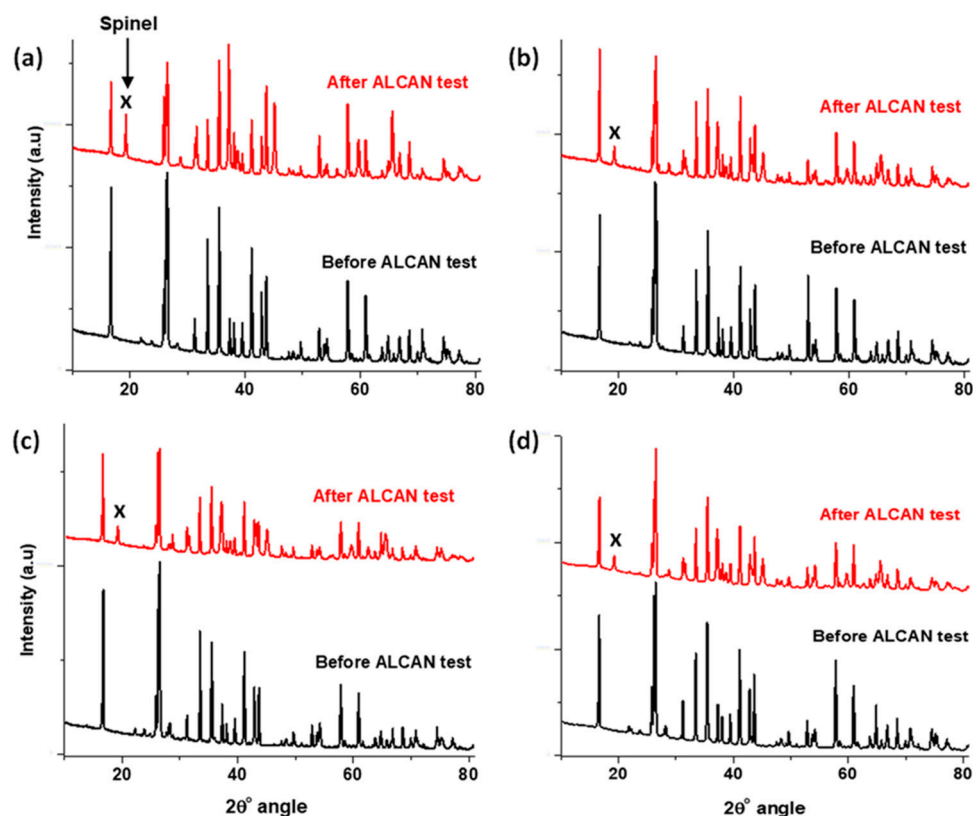 Spinel
(a)
X
After ALCAN test
Before ALCAN test
Intensity (a.u)
20
40
60
80
(b)
X
After ALCAN test
Before ALCAN test
20
40
60
80
(c)
X
After ALCAN test
Before ALCAN test
Intensity (a.u)
20
40
60
80
2θ° angle
(d)
X
After ALCAN test
Before ALCAN test
20
40
60
80
2θ° angle